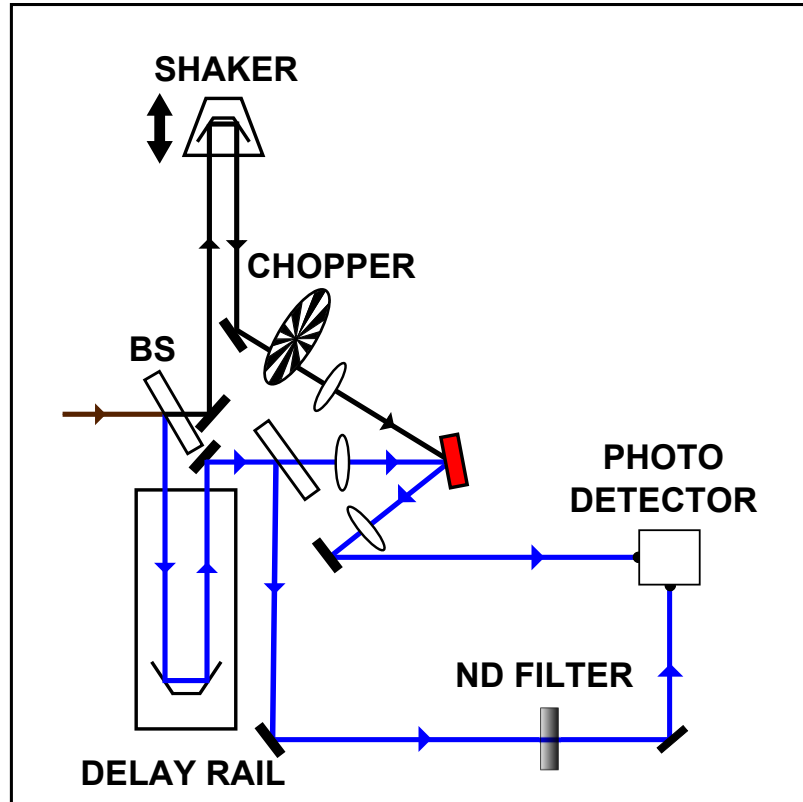 SHAKER
CHOPPER
BS
PHOTO
DETECTOR
ND FILTER
DELAY RAIL